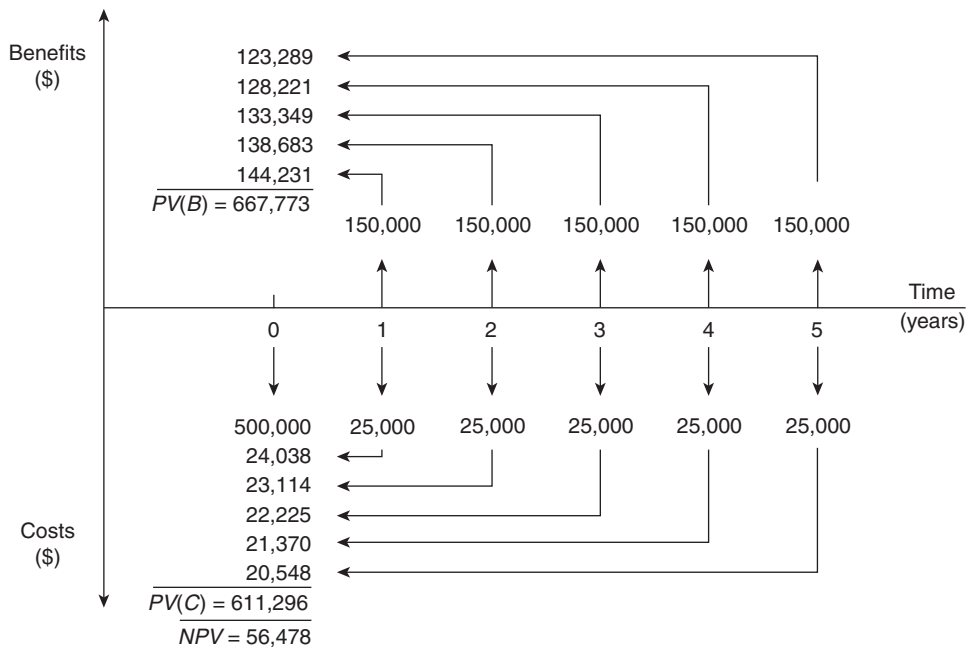 Benefits
($)
123,289
128,221
133,349
138,683
144,231
PV(B) = 667,773
150,000 150,000 150,000 150,000 150,000
Time
(years)
0 1 2 3 4 5
500,000 25,000 25,000 25,000 25,000 25,000
24,038
23,114
22,225
21,370
20,548
Costs
($)
PV(C) = 611,296
NPV = 56,478